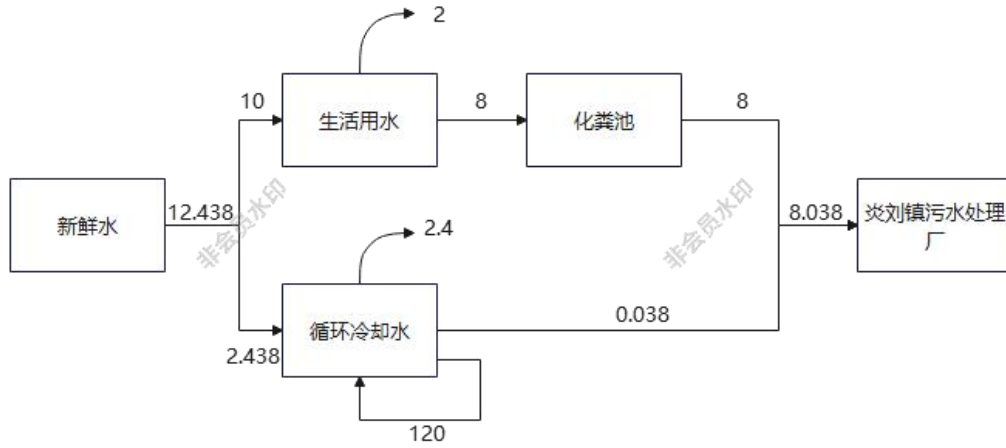 2
10
生活用水
8
化粪池
8
新鲜水
12.438
非会员水印
2.4
非会员水印
8.038
炎刘镇污水处理
厂
循环冷却水
0.038
2.438
120